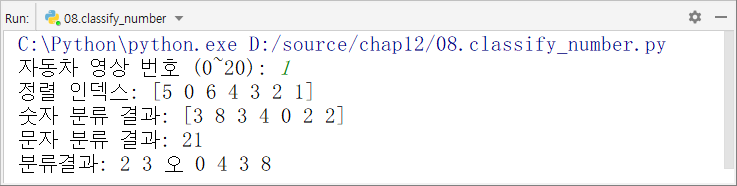 Run: 08.classify_number
C:\Python\python.exe D:/source/chap12/08.classify_number.py
자동차 영상 번호 (0~20): 1
정렬 인덱스: [5 0 6 4 3 2 1]
숫자 분류 결과: [3 8 3 4 0 2 2]
문자 분류 결과: 21
분류결과: 2 3 오 0 4 3 8